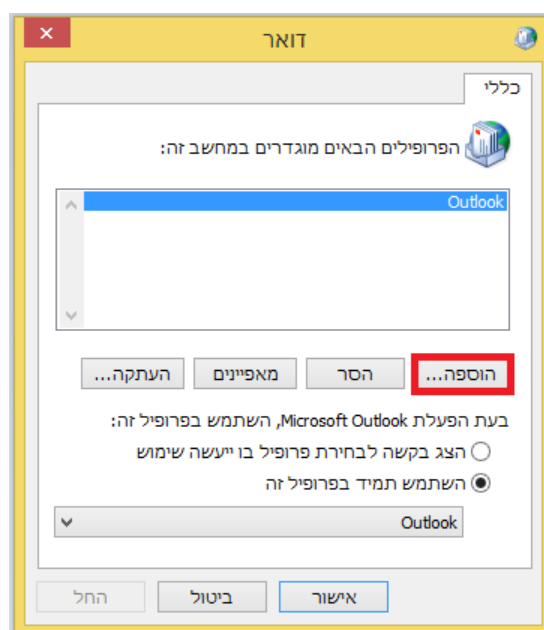 דואר
כללי
הפרופילים הבאים מוגדרים במחשב זה:
Outlook
הוספה... הסר מאפיינים העתקה...
בעת הפעלת Microsoft Outlook, השתמש בפרופיל זה:
הצג בקשה לבחירת פרופיל בו ייעשה שימוש
השתמש תמיד בפרופיל זה
Outlook
אישור ביטול החל